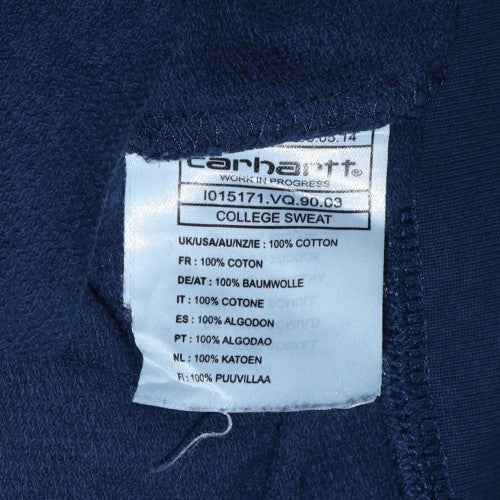 carhartt®
WORK IN PROGRESS
I015171.VQ.90.03
COLLEGE SWEAT
UK/USA/AU/NZ/IE : 100% COTTON
FR : 100% COTON
DE/AT : 100% BAUMWOLLE
IT : 100% COTONE
ES : 100% ALGODON
PT : 100% ALGODAO
NL : 100% KATOEN
FI : 100% PUUVILLAA